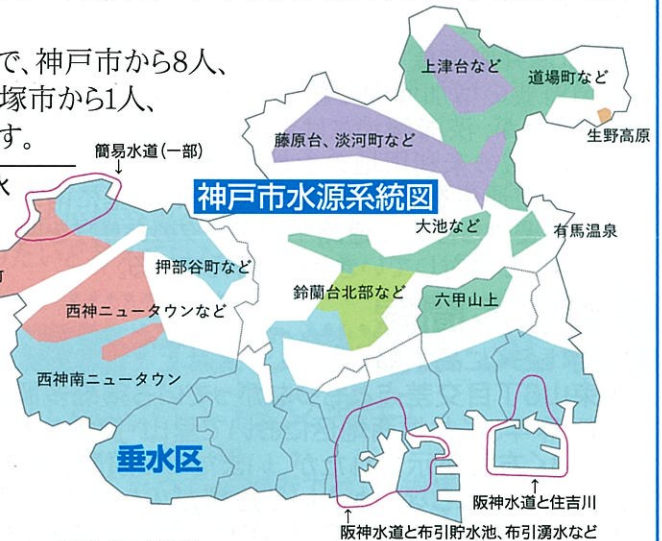 で、神戸市から8人、
塚市から1人、
す。
簡易水道(一部)
神戸市水源系統図
上津台など
道場町など
生野高原
藤原台、淡河町など
大池など
有馬温泉
押部谷町など
鈴蘭台北部など
六甲山上
町
西神ニュータウンなど
西神南ニュータウン
垂水区
阪神水道と住吉川
阪神水道と布引貯水池、布引湧水など